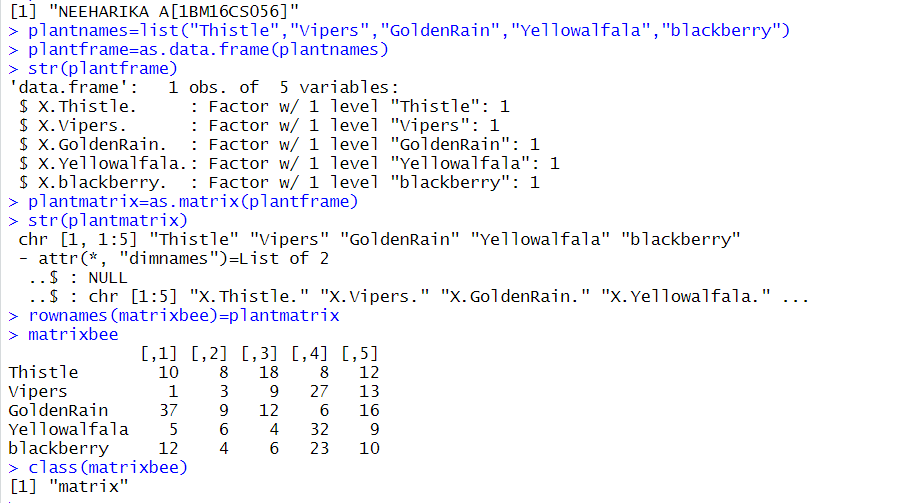 [1] "NEEHARIKA A[1BM16CS056]"
> plantnames=list("Thistle","Vipers","GoldenRain","Yellowalfala","blackberry")
> plantframe=as.data.frame(plantnames)
> str(plantframe)
'data.frame':   1 obs. of  5 variables:
 $ X.Thistle.     : Factor w/ 1 level "Thistle": 1
 $ X.Vipers.      : Factor w/ 1 level "Vipers": 1
 $ X.GoldenRain.  : Factor w/ 1 level "GoldenRain": 1
 $ X.Yellowalfala.: Factor w/ 1 level "Yellowalfala": 1
 $ X.blackberry.  : Factor w/ 1 level "blackberry": 1
> plantmatrix=as.matrix(plantframe)
> str(plantmatrix)
 chr [1, 1:5] "Thistle" "Vipers" "GoldenRain" "Yellowalfala" "blackberry"
 - attr(*, "dimnames")=List of 2
  ..$ : NULL
  ..$ : chr [1:5] "X.Thistle." "X.Vipers." "X.GoldenRain." "X.Yellowalfala." ...
> rownames(matrixbee)=plantmatrix
> matrixbee
             [,1] [,2] [,3] [,4] [,5]
Thistle        10    8   18    8   12
Vipers          1    3    9   27   13
GoldenRain     37    9   12    6   16
Yellowalfala    5    6    4   32    9
blackberry     12    4    6   23   10
> class(matrixbee)
[1] "matrix"